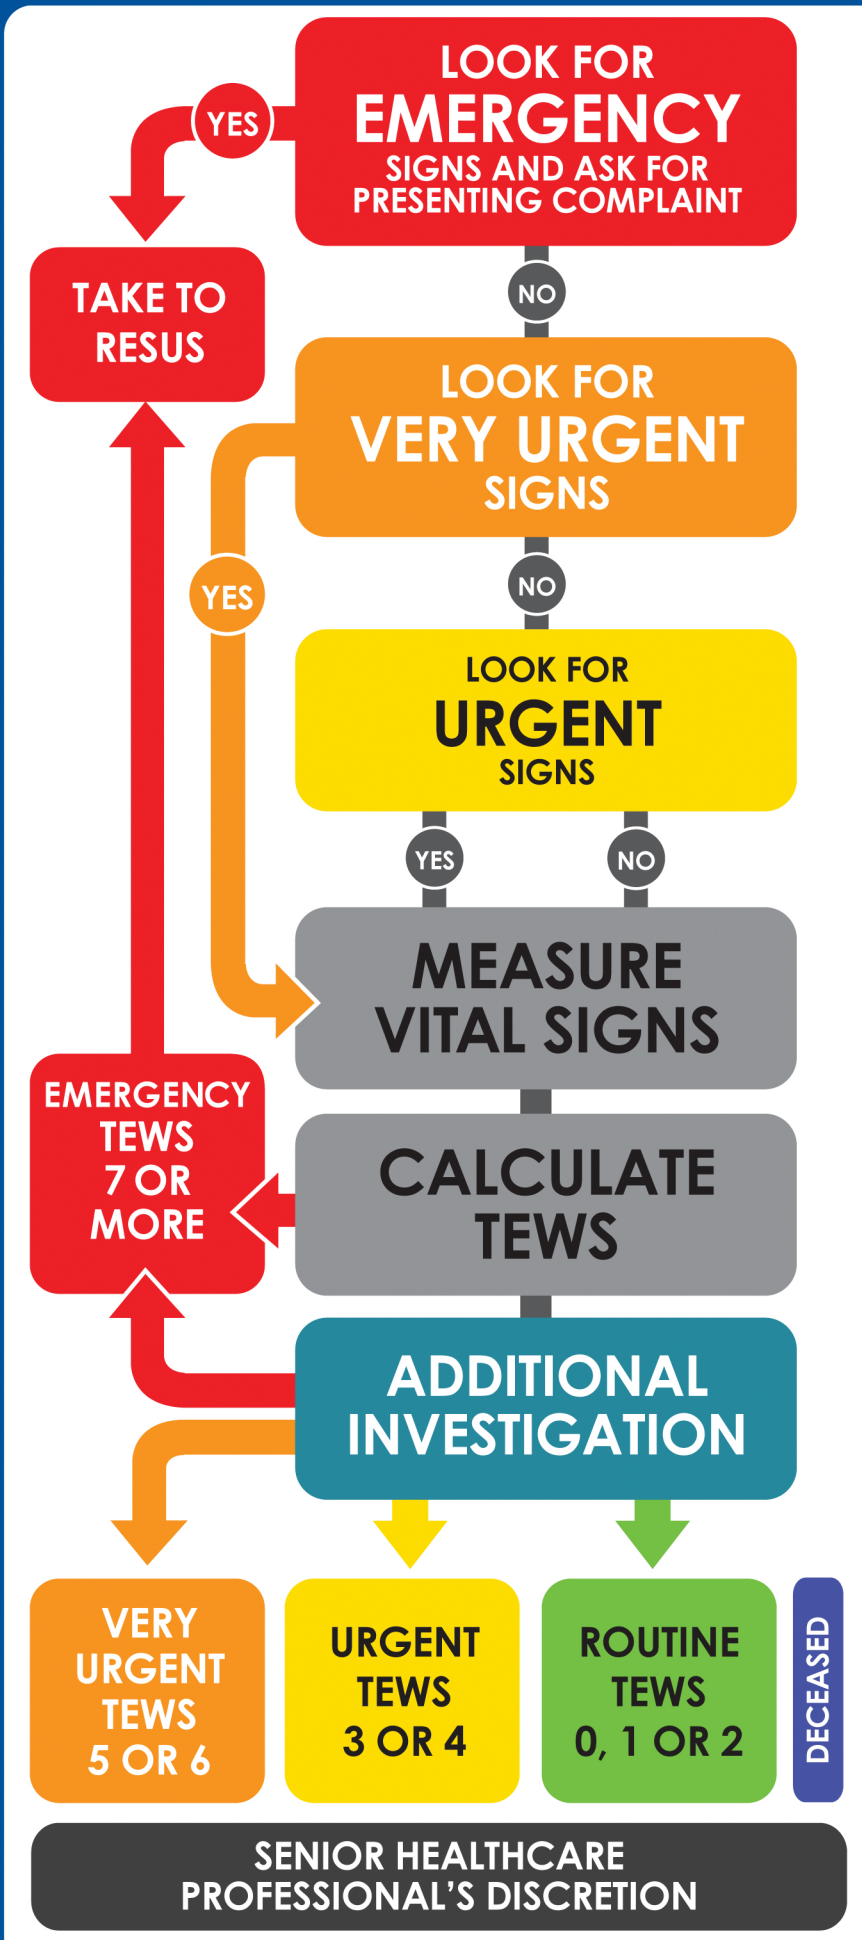 LOOK FOR
EMERGENCY
SIGNS AND ASK FOR
PRESENTING COMPLAINT
YES
TAKE TO
RESUS
NO
LOOK FOR
VERY URGENT
SIGNS
YES
NO
LOOK FOR
URGENT
SIGNS
YES
NO
MEASURE
VITAL SIGNS
EMERGENCY
TEWS
7 OR
MORE
CALCULATE
TEWS
ADDITIONAL
INVESTIGATION
VERY
URGENT
TEWS
5 OR 6
URGENT
TEWS
3 OR 4
ROUTINE
TEWS
0, 1 OR 2
DECEASED
SENIOR HEALTHCARE
PROFESSIONAL'S DISCRETION